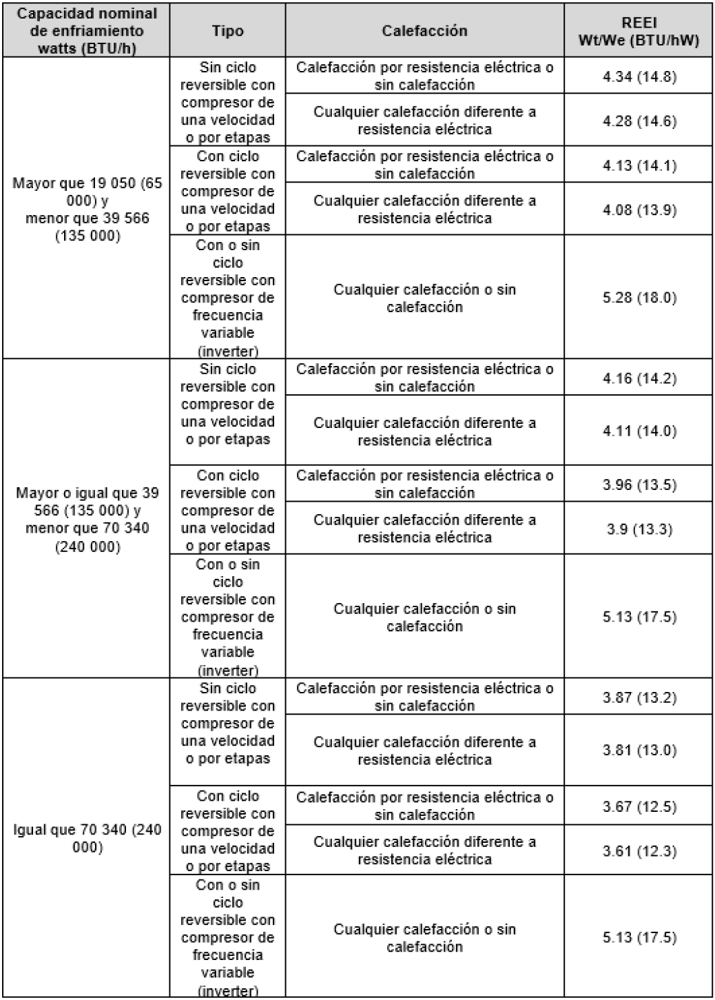 Capacidad nominal
de enfriamiento
watts (BTU/h)
Tipo
Calefacción
REEI
Wt/We (BTU/hW)
Mayor que 19 050 (65
000) y
menor que 39 566
(135 000)
Sin ciclo
reversible con
compresor de
una velocidad
o por etapas
Calefacción por resistencia eléctrica o
sin calefacción
4.34 (14.8)
Cualquier calefacción diferente a
resistencia eléctrica
4.28 (14.6)
Con ciclo
reversible con
compresor de
una velocidad
o por etapas
Calefacción por resistencia eléctrica o
sin calefacción
4.13 (14.1)
Cualquier calefacción diferente a
resistencia eléctrica
4.08 (13.9)
Con o sin
ciclo
reversible con
compresor de
frecuencia
variable
(inverter)
Cualquier calefacción o sin
calefacción
5.28 (18.0)
Mayor o igual que 39
566 (135 000) y
menor que 70 340
(240 000)
Sin ciclo
reversible con
compresor de
una velocidad
o por etapas
Calefacción por resistencia eléctrica o
sin calefacción
4.16 (14.2)
Cualquier calefacción diferente a
resistencia eléctrica
4.11 (14.0)
Con ciclo
reversible con
compresor de
una velocidad
o por etapas
Calefacción por resistencia eléctrica o
sin calefacción
3.96 (13.5)
Cualquier calefacción diferente a
resistencia eléctrica
3.9 (13.3)
Con o sin
ciclo
reversible con
compresor de
frecuencia
variable
(inverter)
Cualquier calefacción o sin
calefacción
5.13 (17.5)
Igual que 70 340 (240
000)
Sin ciclo
reversible con
compresor de
una velocidad
o por etapas
Calefacción por resistencia eléctrica o
sin calefacción
3.87 (13.2)
Cualquier calefacción diferente a
resistencia eléctrica
3.81 (13.0)
Con ciclo
reversible con
compresor de
una velocidad
o por etapas
Calefacción por resistencia eléctrica o
sin calefacción
3.67 (12.5)
Cualquier calefacción diferente a
resistencia eléctrica
3.61 (12.3)
Con o sin
ciclo
reversible con
compresor de
frecuencia
variable
(inverter)
Cualquier calefacción o sin
calefacción
5.13 (17.5)